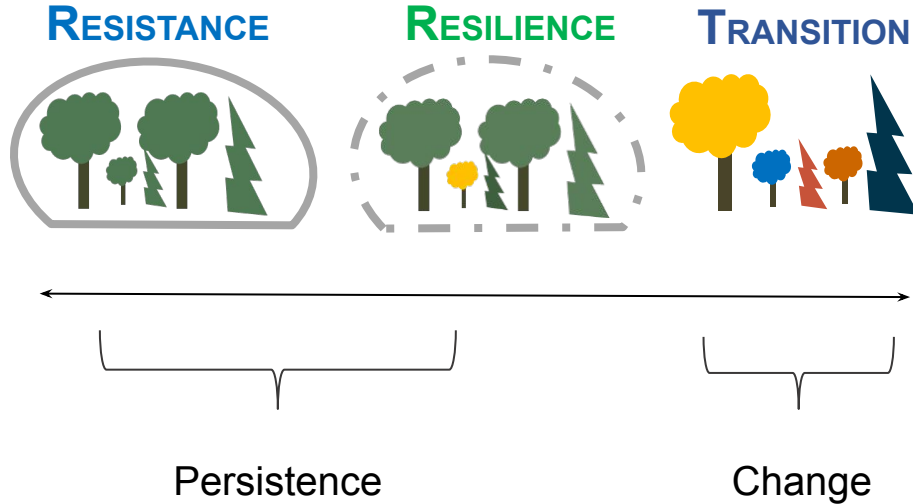 RESISTANCE
RESILIENCE
TRANSITION
Persistence
Change